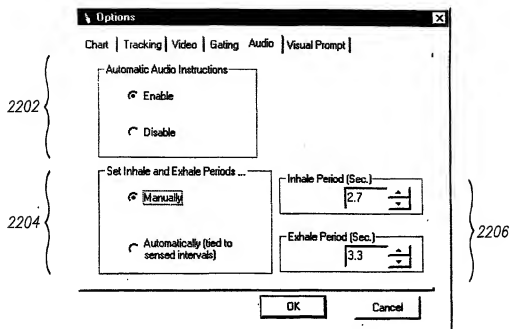 Options
Chart Tracking Video Gating Audio Visual Prompt
Automatic Audio Instructions
2202
Enable
Disable
Set Inhale and Exhale Periods ...
2204
Manually
Automatically (tied to
sensed intervals)
Inhale Period (Sec.)
2.7
2206
Exhale Period (Sec.)
3.3
OK Cancel